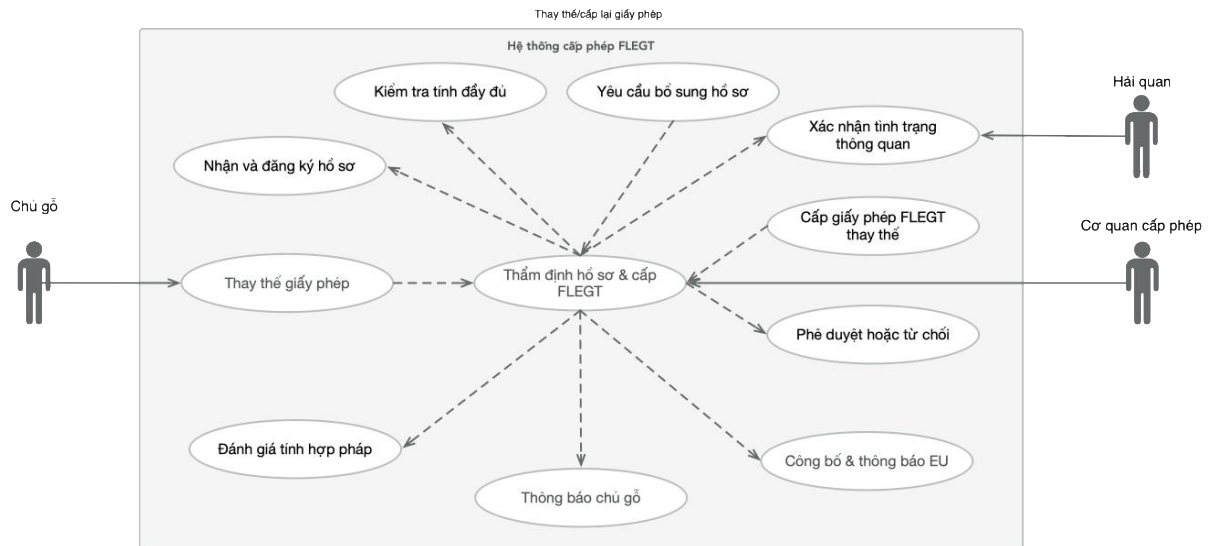 Thay thế/cấp lại giấy phép
Hệ thống cấp phép FLEGT
Kiểm tra tính đầy đủ
Yêu cầu bổ sung hồ sơ
Hải quan
Xác nhận tình trạng
thông quan
Nhận và đăng ký hồ sơ
Chủ gỗ
Cấp giấy phép FLEGT
thay thế
Cơ quan cấp phép
Thay thế giấy phép
Thẩm định hồ sơ & cấp
FLEGT
Phê duyệt hoặc từ chối
Đánh giá tính hợp pháp
Công bố & thông báo EU
Thông báo chủ gỗ